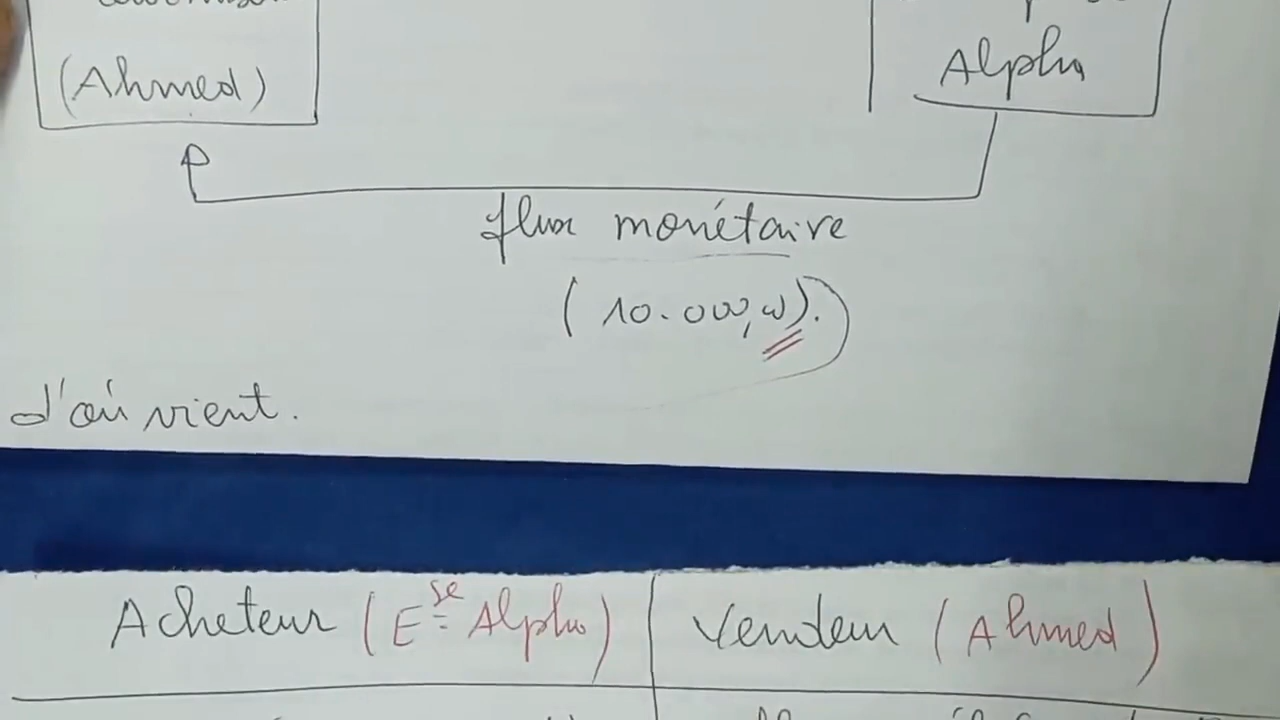 (Ahmed)
Alpha
flux monétaire
(10.000,00).
d'où vient.
Acheteur (Ese Alpha)
Vendeur (Ahmed)